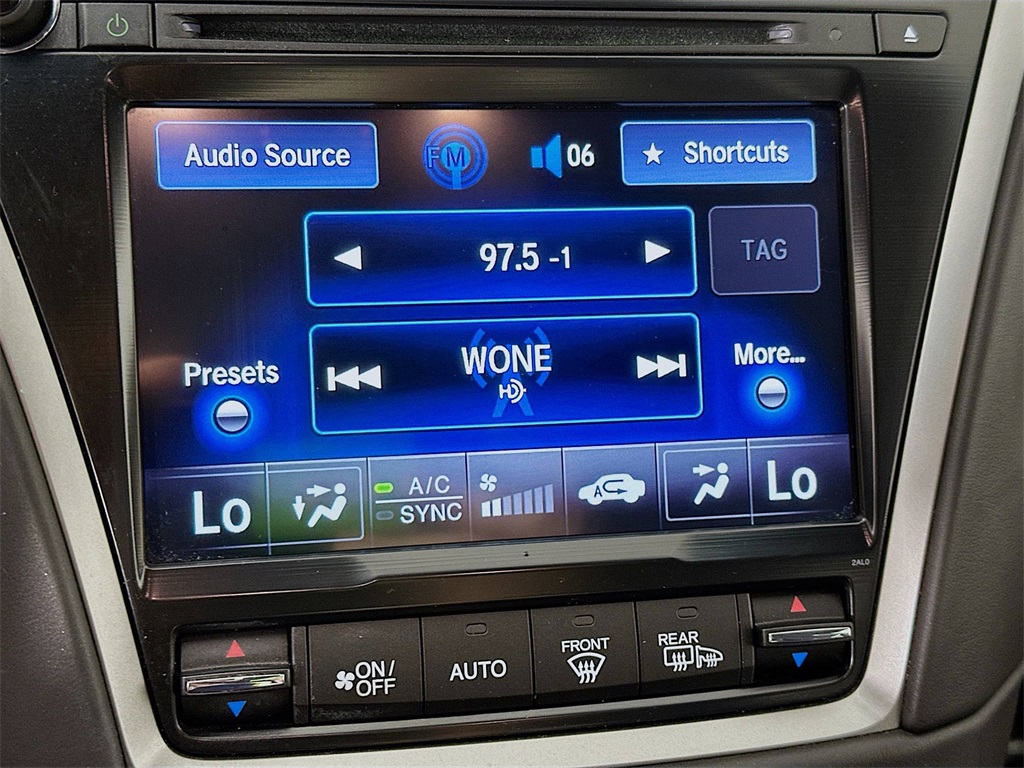 Audio Source
FM
06
★ Shortcuts
97.5 -1
TAG
Presets
WONE
HD
More...
Lo
A/C
SYNC
A
Lo
2AL0
ON/
OFF
AUTO
FRONT
REAR